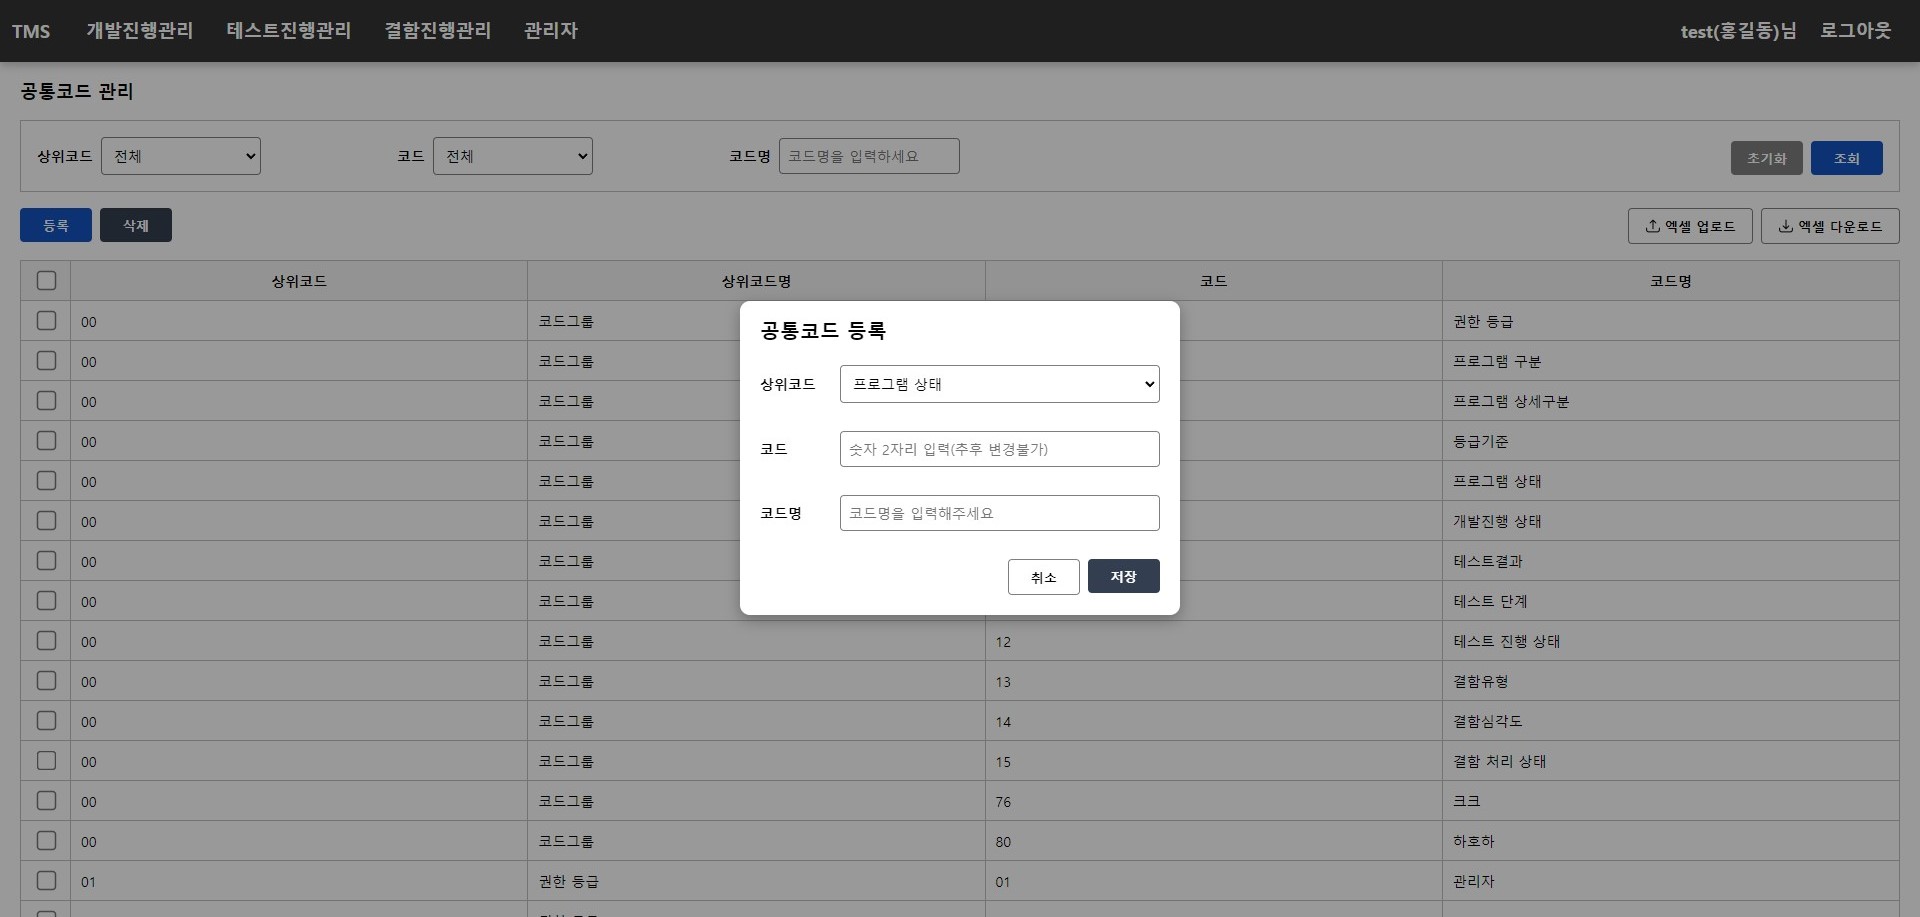 TMS 개발진행관리 테스트진행관리 결함진행관리 관리자 test(홍길동)님 로그아웃
공통코드 관리
상위코드 전체 코드 전체 코드명 코드명을 입력하세요 초기화 조회
등록 삭제 엑셀 업로드 엑셀 다운로드
상위코드 상위코드명 코드 코드명
00 코드그룹 권한 등급
00 코드그룹 프로그램 구분
00 코드그룹 프로그램 상세구분
00 코드그룹 등급기준
00 코드그룹 프로그램 상태
00 코드그룹 개발진행 상태
00 코드그룹 테스트결과
00 코드그룹 테스트 단계
00 코드그룹 12 테스트 진행 상태
00 코드그룹 13 결함유형
00 코드그룹 14 결함심각도
00 코드그룹 15 결함 처리 상태
00 코드그룹 76 크크
00 코드그룹 80 하호하
01 권한 등급 01 관리자
공통코드 등록
상위코드 프로그램 상태
코드 숫자 2자리 입력(추후 변경불가)
코드명 코드명을 입력해주세요
취소 저장